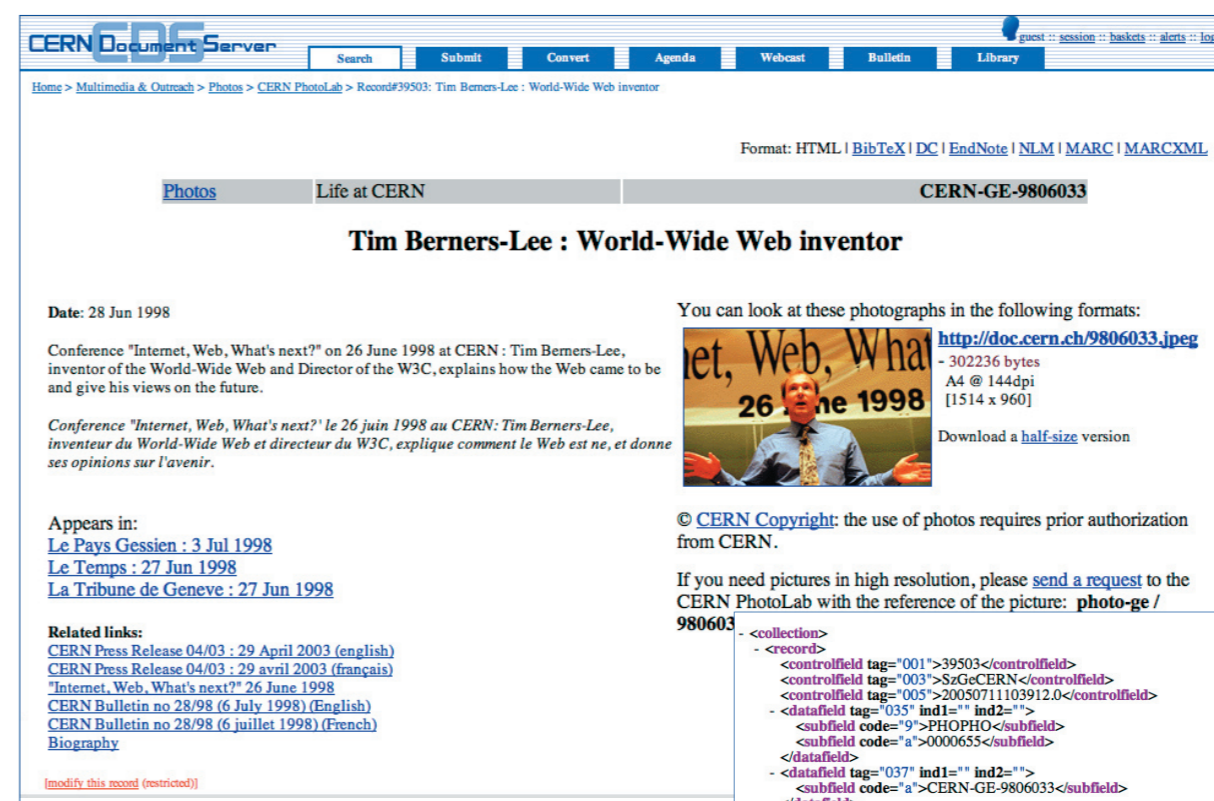 CERN Document Server
CDS
guest :: session :: baskets :: alerts ::
Search Submit Convert Agenda Webcast Bulletin Library
Home > Multimedia & Outreach > Photos > CERN PhotoLab > Record#39503: Tim Berners-Lee : World-Wide Web inventor
Format: HTML | BibTeX | DC | EndNote | NLM | MARC | MARCXML
Photos Life at CERN CERN-GE-9806033
Tim Berners-Lee : World-Wide Web inventor
Date: 28 Jun 1998
Conference "Internet, Web, What's next?" on 26 June 1998 at CERN : Tim Berners-Lee,
inventor of the World-Wide Web and Director of the W3C, explains how the Web came to be
and give his views on the future.
Conference "Internet, Web, What's next?' le 26 juin 1998 au CERN: Tim Berners-Lee,
inventeur du World-Wide Web et directeur du W3C, explique comment le Web est ne, et donne
ses opinions sur l'avenir.
Appears in:
Le Pays Gessien : 3 Jul 1998
Le Temps : 27 Jun 1998
La Tribune de Geneve : 27 Jun 1998
Related links:
CERN Press Release 04/03 : 29 April 2003 (english)
CERN Press Release 04/03 : 29 avril 2003 (français)
"Internet, Web, What's next?" 26 June 1998
CERN Bulletin no 28/98 (6 July 1998) (English)
CERN Bulletin no 28/98 (6 juillet 1998) (French)
Biography
[modify this record (restricted)]
You can look at these photographs in the following formats:
net, Web, What
26 ne 1998
http://doc.cern.ch/9806033.jpeg
- 302236 bytes
A4 @ 144dpi
[1514 x 960]
Download a half-size version
© CERN Copyright: the use of photos requires prior authorization
from CERN.
If you need pictures in high resolution, please send a request to the
CERN PhotoLab with the reference of the picture: photo-ge /
980603
- <collection>
- <record>
<controlfield tag="001">39503</controlfield>
<controlfield tag="003">SzGeCERN</controlfield>
<controlfield tag="005">20050711103912.0</controlfield>
- <datafield tag="035" ind1="" ind2="">
<subfield code="9">PHOPHO</subfield>
<subfield code="a">0000655</subfield>
</datafield>
- <datafield tag="037" ind1="" ind2="">
<subfield code="a">CERN-GE-9806033</subfield>